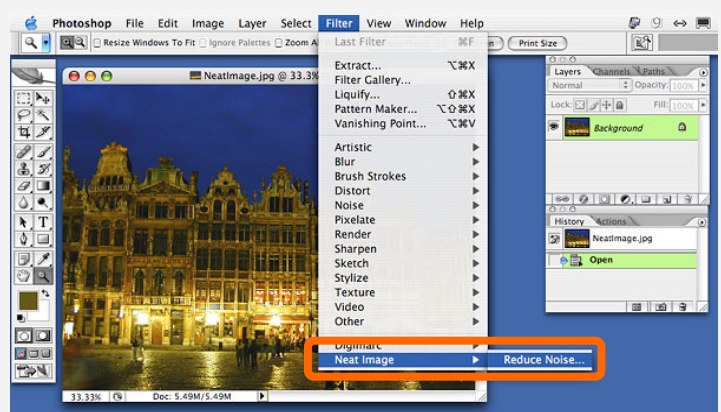 Photoshop File Edit Image Layer Select Filter View Window Help
Resize Windows To Fit Ignore Palettes Zoom Print Size
NeatImage.jpg @ 33.3%
Last Filter ⌘F
Extract... ⌥⌘X
Filter Gallery...
Liquify... ⇧⌘X
Pattern Maker... ⌥⇧⌘X
Vanishing Point... ⌥⌘V
Artistic
Blur
Brush Strokes
Distort
Noise
Pixelate
Render
Sharpen
Sketch
Stylize
Texture
Video
Other
Digimarc
Neat Image
Reduce Noise...
33.33% Doc: 5.49M/5.49M
Layers Channels Paths
Normal Opacity: 100%
Lock: Fill: 100%
Background
History Actions
NeatImage.jpg
Open